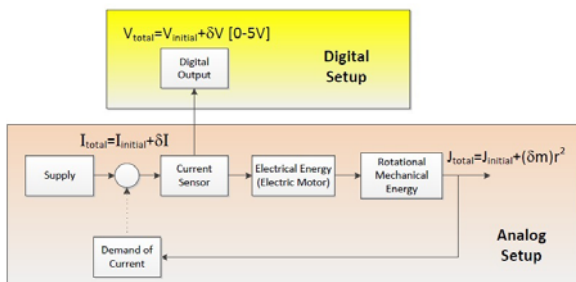 V_total=V_initial+δV [0-5V]
Digital
Output
Digital
Setup
I_total=I_initial+δI
J_total=J_initial+(δm)r²
Supply
Current
Sensor
Electrical Energy
(Electric Motor)
Rotational
Mechanical
Energy
Demand of
Current
Analog
Setup